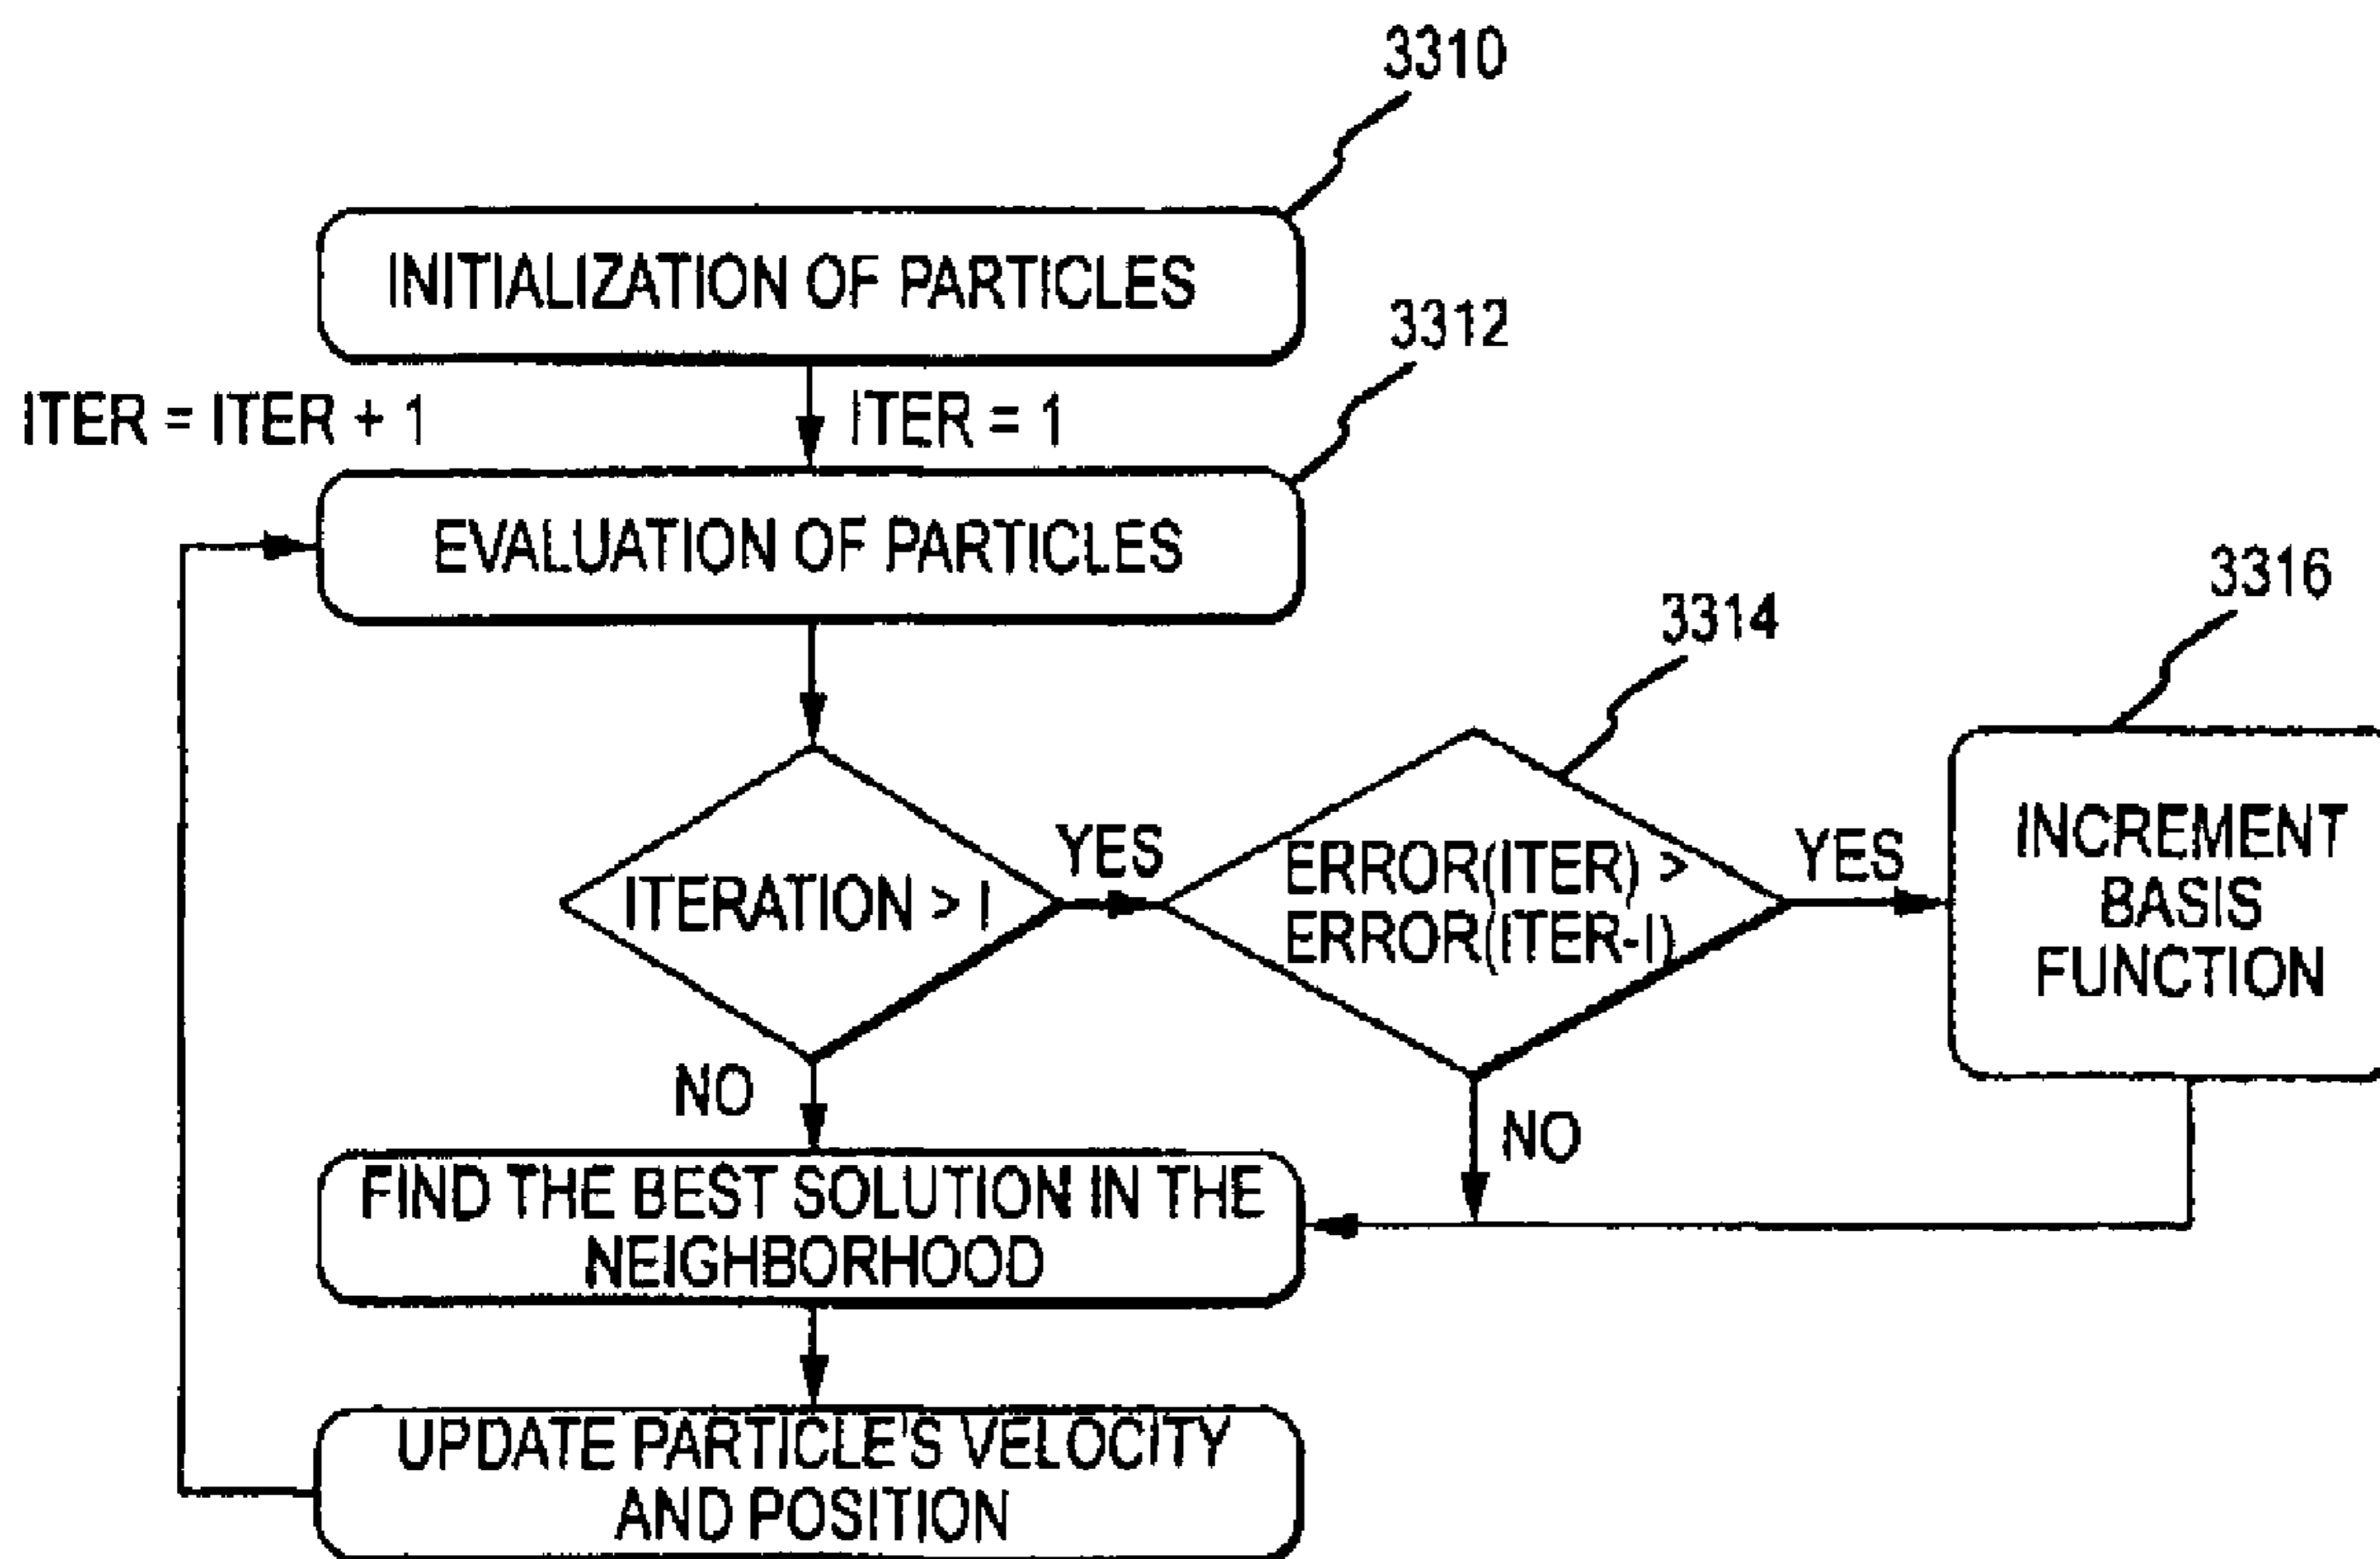 3310
INITIALIZATION OF PARTICLES
3312
ITER = ITER + 1
ITER = 1
EVALUATION OF PARTICLES
3316
3314
ITERATION > I
YES
ERROR(ITER) >
ERROR(ITER-I)
YES
INCREMENT
BASIS
FUNCTION
NO
NO
FIND THE BEST SOLUTION IN THE
NEIGHBORHOOD
UPDATE PARTICLE'S VELOCITY
AND POSITION